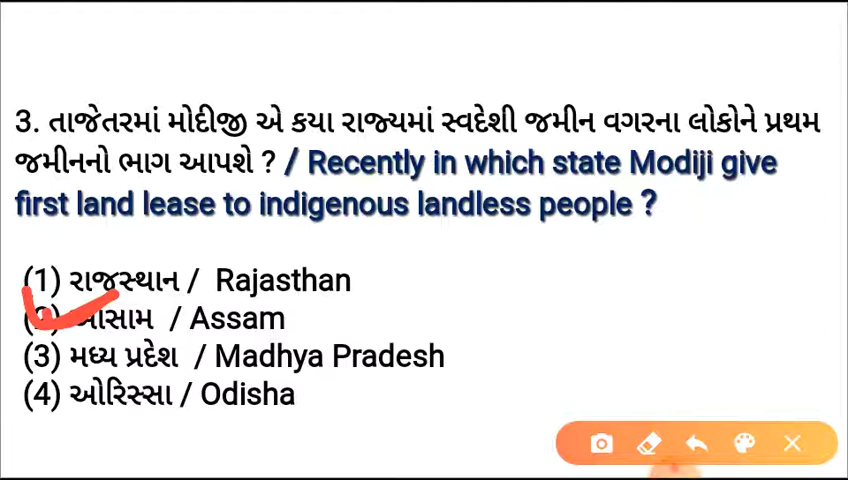 3. તાજેતરમાં મોદીજી એ કયા રાજ્યમાં સ્વદેશી જમીન વગરના લોકોને પ્રથમ
જમીનનો ભાગ આપશે ? / Recently in which state Modiji give
first land lease to indigenous landless people ?
(1) રાજસ્થાન / Rajasthan
(2) આસામ / Assam
(3) મધ્ય પ્રદેશ / Madhya Pradesh
(4) ઓરિસ્સા / Odisha